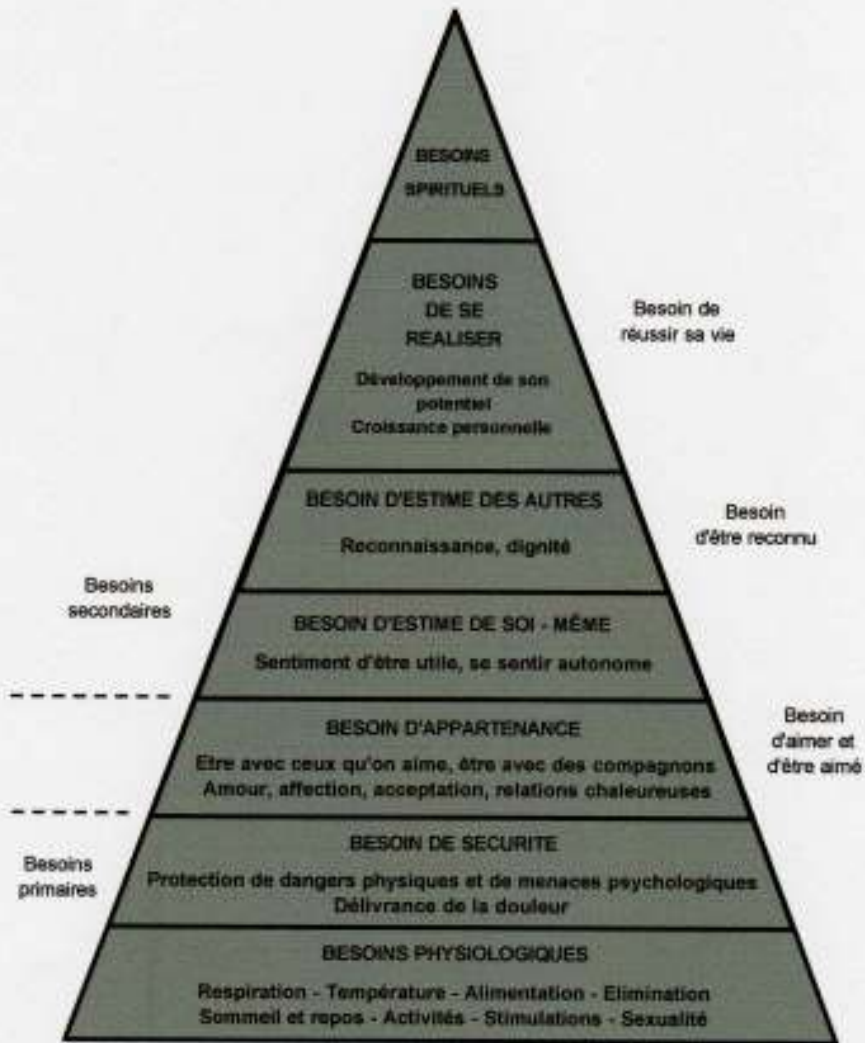 BESOINS
SPIRITUELS
BESOINS
DE SE
REALISER
Développement de son
potentiel
Croissance personnelle
Besoin de
réussir sa vie
BESOIN D'ESTIME DES AUTRES
Reconnaissance, dignité
Besoin
d'être reconnu
Besoins
secondaires
BESOIN D'ESTIME DE SOI - MÊME
Sentiment d'être utile, se sentir autonome
BESOIN D'APPARTENANCE
Etre avec ceux qu'on aime, être avec des compagnons
Amour, affection, acceptation, relations chaleureuses
Besoin
d'aimer et
d'être aimé
Besoins
primaires
BESOIN DE SECURITE
Protection de dangers physiques et de menaces psychologiques
Délivrance de la douleur
BESOINS PHYSIOLOGIQUES
Respiration - Température - Alimentation - Elimination
Sommeil et repos - Activités - Stimulations - Sexualité